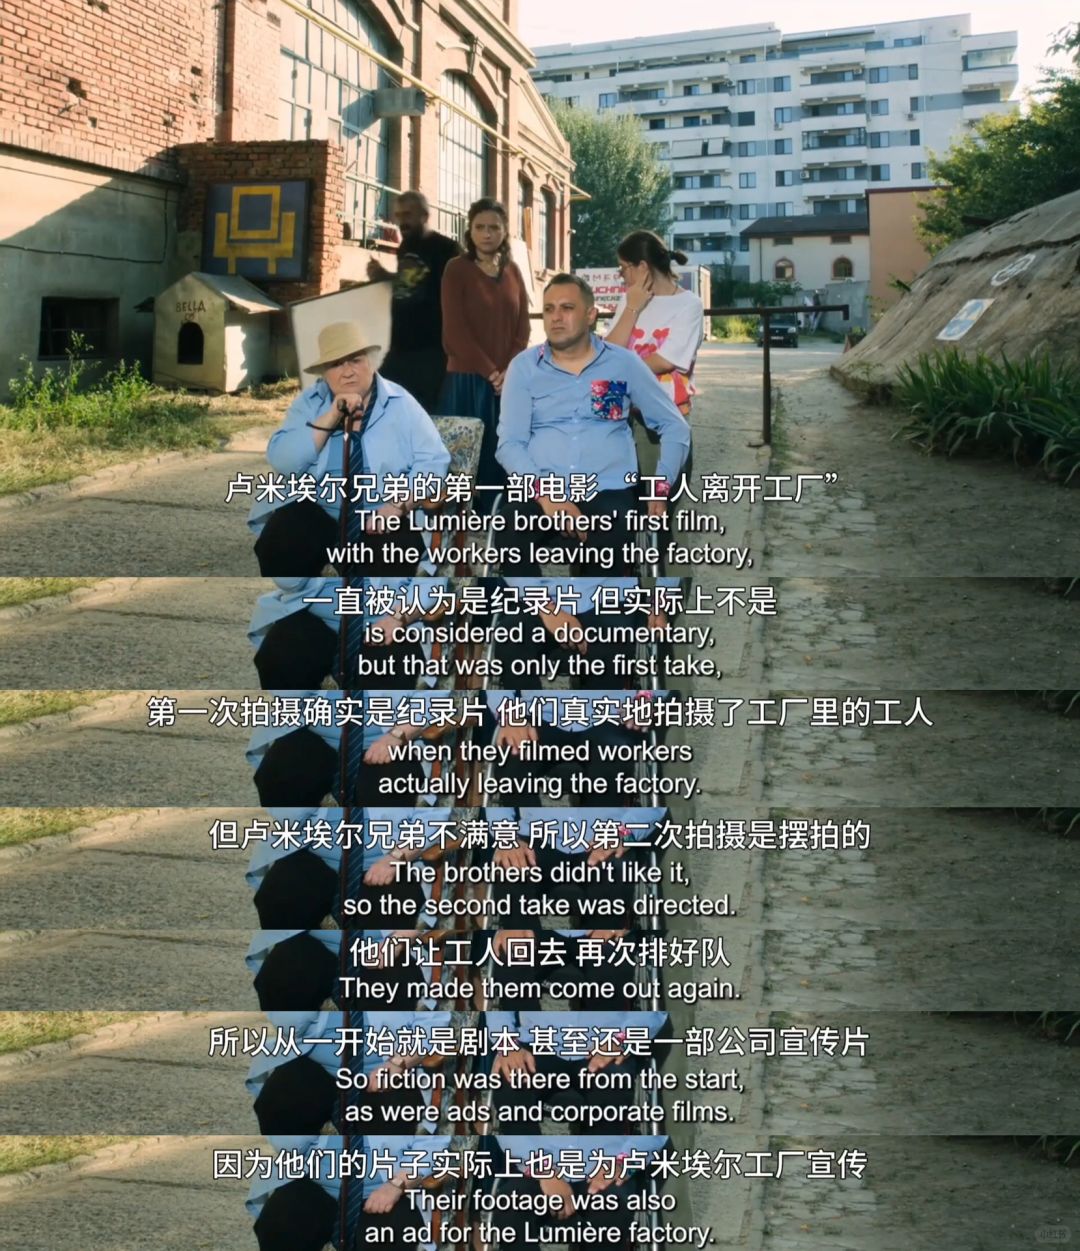 BELLA
卢米埃尔兄弟的第一部电影 “工人离开工厂”
The Lumière brothers' first film,
with the workers leaving the factory,
一直被认为是纪录片 但实际上不是
is considered a documentary,
but that was only the first take,
第一次拍摄确实是纪录片 他们真实地拍摄了工厂里的工人
when they filmed workers
actually leaving the factory.
但卢米埃尔兄弟不满意 所以第二次拍摄是摆拍的
The brothers didn't like it,
so the second take was directed.
他们让工人回去 再次排好队
They made them come out again.
所以从一开始就是剧本 甚至还是一部公司宣传片
So fiction was there from the start,
as were ads and corporate films.
因为他们的片子实际上也是为卢米埃尔工厂宣传
Their footage was also
an ad for the Lumière factory.
小红书